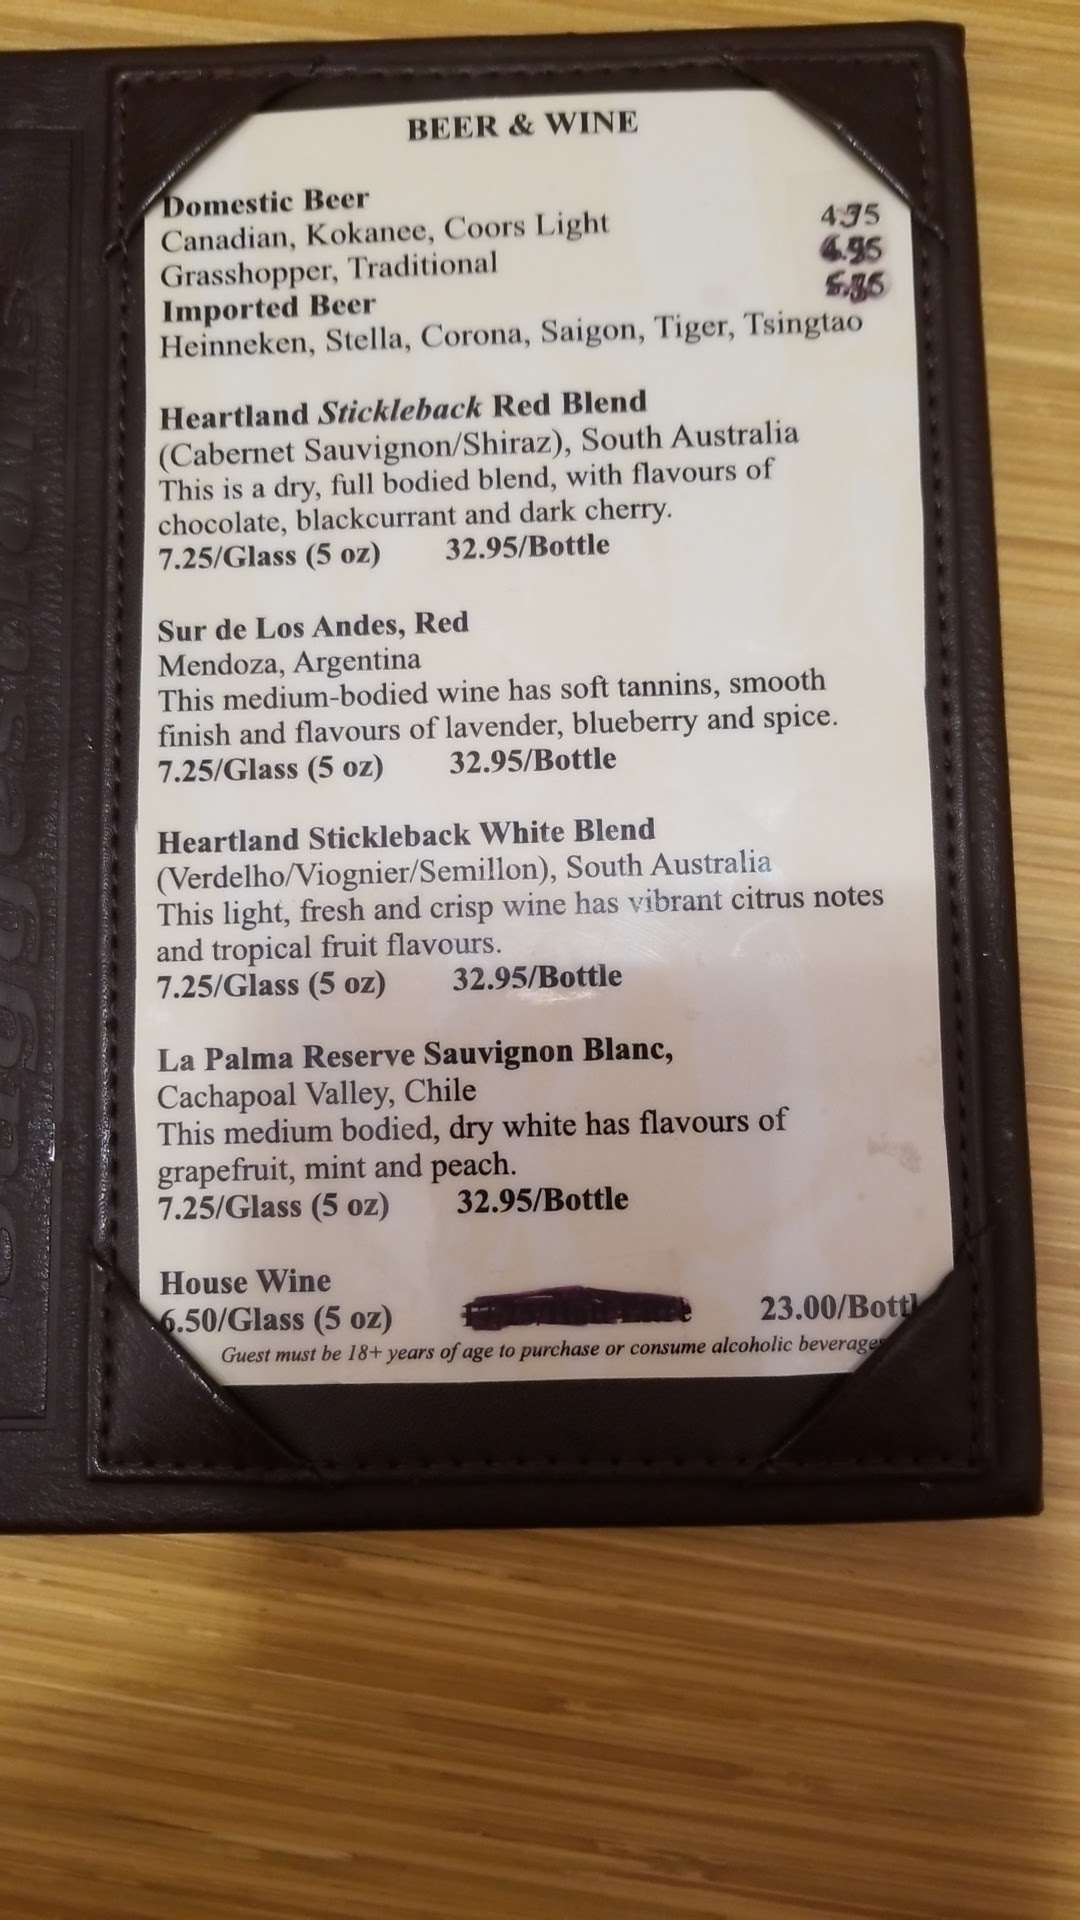 BEER & WINE
Domestic Beer
Canadian, Kokanee, Coors Light
Grasshopper, Traditional
Imported Beer
Heinneken, Stella, Corona, Saigon, Tiger, Tsingtao
Heartland Stickleback Red Blend
(Cabernet Sauvignon/Shiraz), South Australia
This is a dry, full bodied blend, with flavours of
chocolate, blackcurrant and dark cherry.
7.25/Glass (5 oz) 32.95/Bottle
Sur de Los Andes, Red
Mendoza, Argentina
This medium-bodied wine has soft tannins, smooth
finish and flavours of lavender, blueberry and spice.
7.25/Glass (5 oz) 32.95/Bottle
Heartland Stickleback White Blend
(Verdelho/Viognier/Semillon), South Australia
This light, fresh and crisp wine has vibrant citrus notes
and tropical fruit flavours.
7.25/Glass (5 oz) 32.95/Bottle
La Palma Reserve Sauvignon Blanc,
Cachapoal Valley, Chile
This medium bodied, dry white has flavours of
grapefruit, mint and peach.
7.25/Glass (5 oz) 32.95/Bottle
House Wine
6.50/Glass (5 oz) 23.00/Bottl
Guest must be 18+ years of age to purchase or consume alcoholic beverages